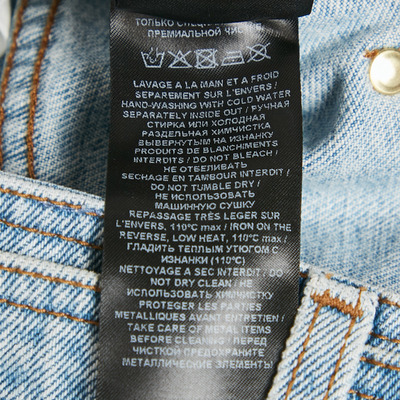 ТОЛЬКО
ПРЕМИАЛЬНОЙ ЧИСТКИ
LAVAGE A LA MAIN ET A FROID
SEPAREMENT SUR L'ENVERS /
HAND-WASHING WITH COLD WATER
SEPARATELY INSIDE OUT / РУЧНАЯ
СТИРКА ИЛИ ХОЛОДНАЯ
РАЗДЕЛЬНАЯ ХИМЧИСТКА
ВЫВЕРНУТЫМ НА ИЗНАНКУ
PRODUITS DE BLANCHIMENTS
INTERDITS / DO NOT BLEACH /
НЕ ОТБЕЛИВАТЬ
SECHAGE EN TAMBOUR INTERDIT /
DO NOT TUMBLE DRY /
НЕ ИСПОЛЬЗОВАТЬ
МАШИННУЮ СУШКУ
REPASSAGE TRÈS LEGER SUR
L'ENVERS, 110°C max / IRON ON THE
REVERSE, LOW HEAT, 110°C max /
ГЛАДИТЬ ТЕПЛЫМ УТЮГОМ С
ИЗНАНКИ (110°C)
NETTOYAGE A SEC INTERDIT / DO
NOT DRY CLEAN / НЕ
ИСПОЛЬЗОВАТЬ ХИМЧИСТКУ
PROTEGER LES PARTIES
METALLIQUES AVANT ENTRETIEN /
TAKE CARE OF METAL ITEMS
BEFORE CLEANING / ПЕРЕД
ЧИСТКОЙ ПРЕДОХРАНИТЕ
МЕТАЛЛИЧЕСКИЕ ЭЛЕМЕНТЫ